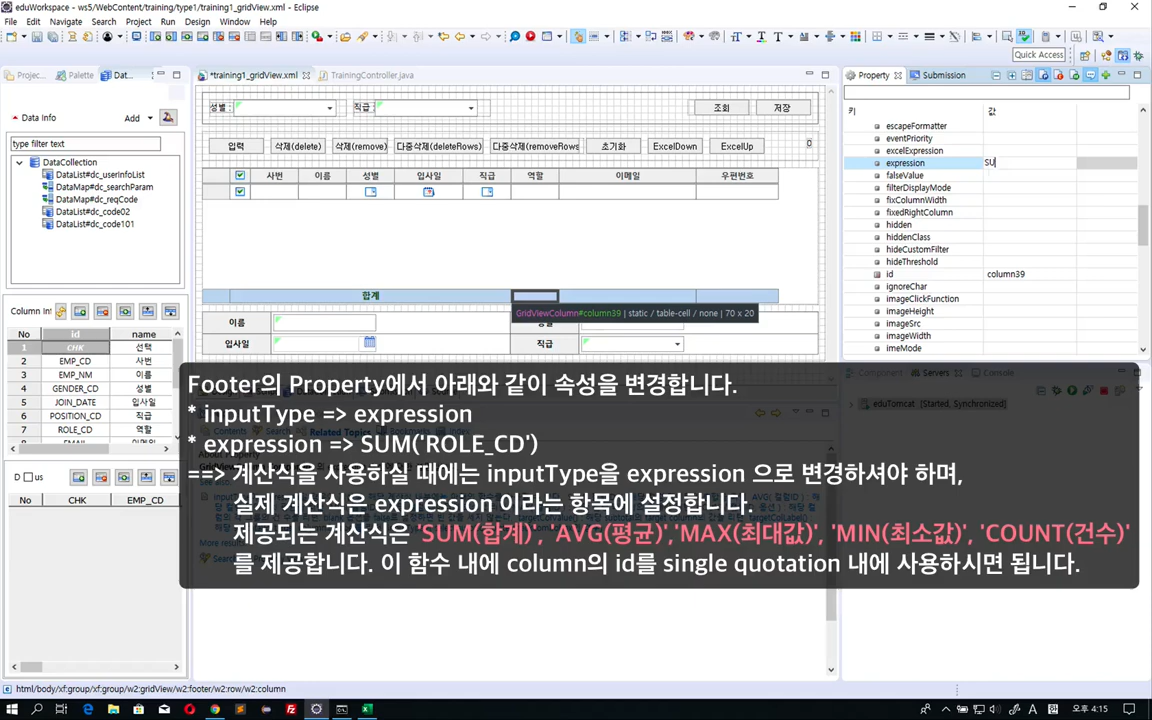 eduWorkspace - ws5/WebContent/training/type1/training1_gridView.xml - Eclipse
File Edit Navigate Search Project Run Design Window Help
Quick Access
Projec... Palette Dat...
*training1_gridView.xml TrainingController.java
Property Submission
Data Info Add
type filter text
DataCollection
DataList#dc_userInfoList
DataMap#dc_searchParam
DataMap#dc_reqCode
DataList#dc_code02
DataList#dc_code101
성별 : 직급 : 조회 저장
입력 삭제(delete) 삭제(remove) 다중삭제(deleteRows) 다중삭제(removeRows 초기화 ExcelDown ExcelUp 0
사번 이름 성별 입사일 직급 역할 이메일 우편번호
합계
GridViewColumn#column39 | static / table-cell / none | 70 x 20
이름
입사일 직급
키 값
escapeFormatter
eventPriority
excelExpression
expression SU
falseValue
filterDisplayMode
fixColumnWidth
fixedRightColumn
hidden
hiddenClass
hideCustomFilter
hideThreshold
id column39
ignoreChar
imageClickFunction
imageHeight
imageSrc
imageWidth
imeMode
Column Inf
No id name
1 CHK 선택
2 EMP_CD 사번
3 EMP_NM 이름
4 GENDER_CD 성별
5 JOIN_DATE 입사일
6 POSITION_CD 직급
7 ROLE_CD 역할
D us
No CHK EMP_CD
Component Servers Console
eduTomcat [Started, Synchronized]
Footer의 Property에서 아래와 같이 속성을 변경합니다.
* inputType => expression
* expression => SUM('ROLE_CD')
==> 계산식을 사용하실 때에는 inputType을 expression 으로 변경하셔야 하며,
실제 계산식은 expression 이라는 항목에 설정합니다.
제공되는 계산식은 'SUM(합계)', 'AVG(평균)','MAX(최대값)', 'MIN(최소값)', 'COUNT(건수)'
를 제공합니다. 이 함수 내에 column의 id를 single quotation 내에 사용하시면 됩니다.
html/body/xf:group/xf:group/w2:gridView/w2:footer/w2:row/w2:column
오후 4:15